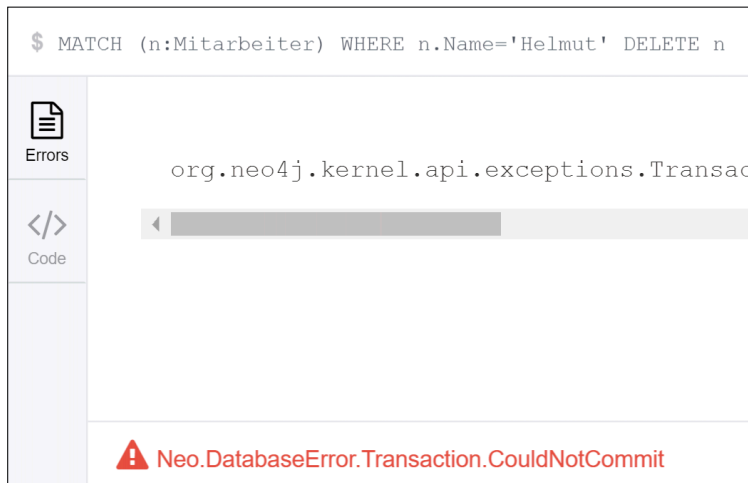 $ MATCH (n:Mitarbeiter) WHERE n.Name='Helmut' DELETE n
Errors
org.neo4j.kernel.api.exceptions.Transac
</>
Code
Neo.DatabaseError.Transaction.CouldNotCommit